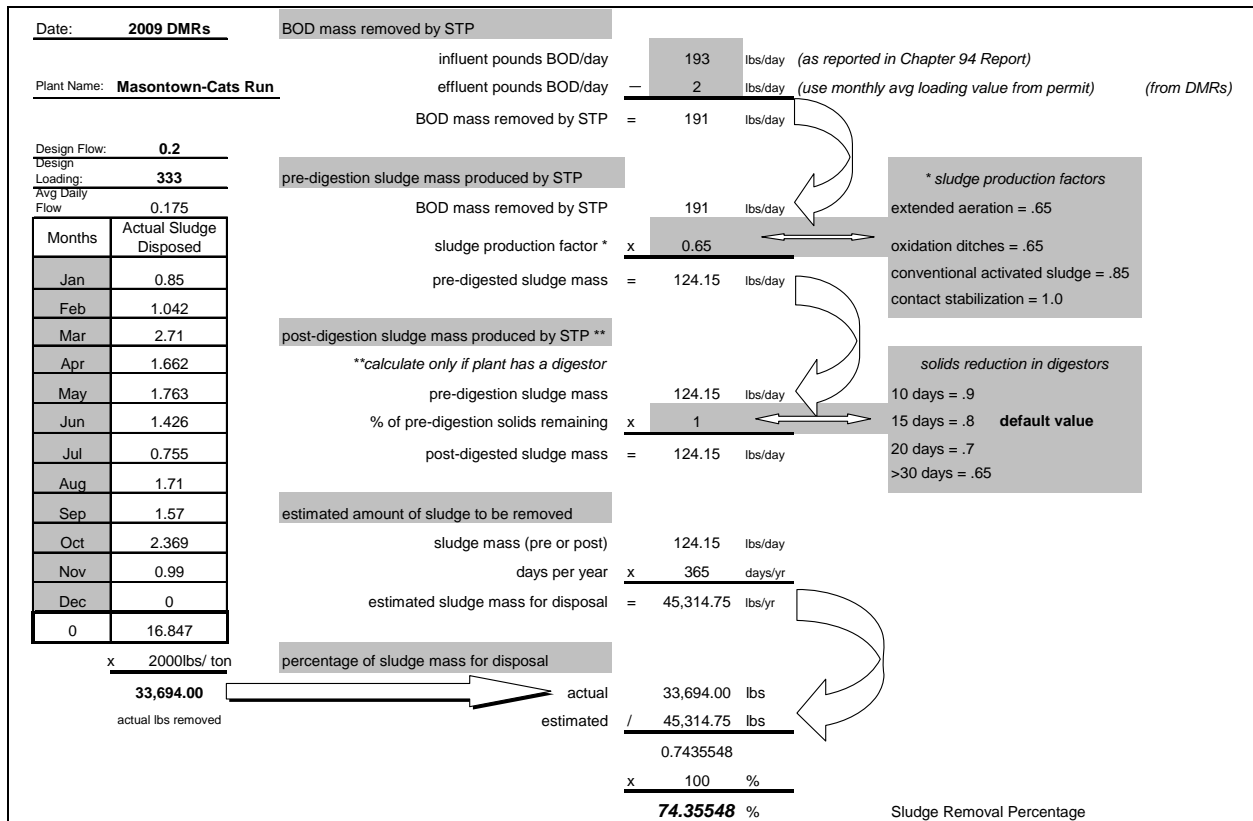 Date: 2009 DMRs BOD mass removed by STP
influent pounds BOD/day 193 lbs/day (as reported in Chapter 94 Report)
Plant Name: Masontown-Cats Run effluent pounds BOD/day — 2 lbs/day (use monthly avg loading value from permit) (from DMRs)
BOD mass removed by STP = 191 lbs/day
Design Flow: 0.2
Design
Loading: 333 pre-digestion sludge mass produced by STP * sludge production factors
Avg Daily
Flow 0.175 BOD mass removed by STP 191 lbs/day extended aeration = .65
Months Actual Sludge
Disposed sludge production factor * x 0.65 oxidation ditches = .65
Jan 0.85 pre-digested sludge mass = 124.15 lbs/day conventional activated sludge = .85
contact stabilization = 1.0
Feb 1.042
Mar 2.71 post-digestion sludge mass produced by STP **
Apr 1.662 **calculate only if plant has a digestor solids reduction in digestors
May 1.763 pre-digestion sludge mass 124.15 lbs/day 10 days = .9
Jun 1.426 % of pre-digestion solids remaining x 1 15 days = .8 default value
Jul 0.755 post-digested sludge mass = 124.15 lbs/day 20 days = .7
>30 days = .65
Aug 1.71
Sep 1.57 estimated amount of sludge to be removed
Oct 2.369 sludge mass (pre or post) 124.15 lbs/day
Nov 0.99 days per year x 365 days/yr
Dec 0 estimated sludge mass for disposal = 45,314.75 lbs/yr
0 16.847
x 2000lbs/ ton percentage of sludge mass for disposal
33,694.00 actual 33,694.00 lbs
actual lbs removed estimated / 45,314.75 lbs
0.7435548
x 100 %
74.35548 % Sludge Removal Percentage